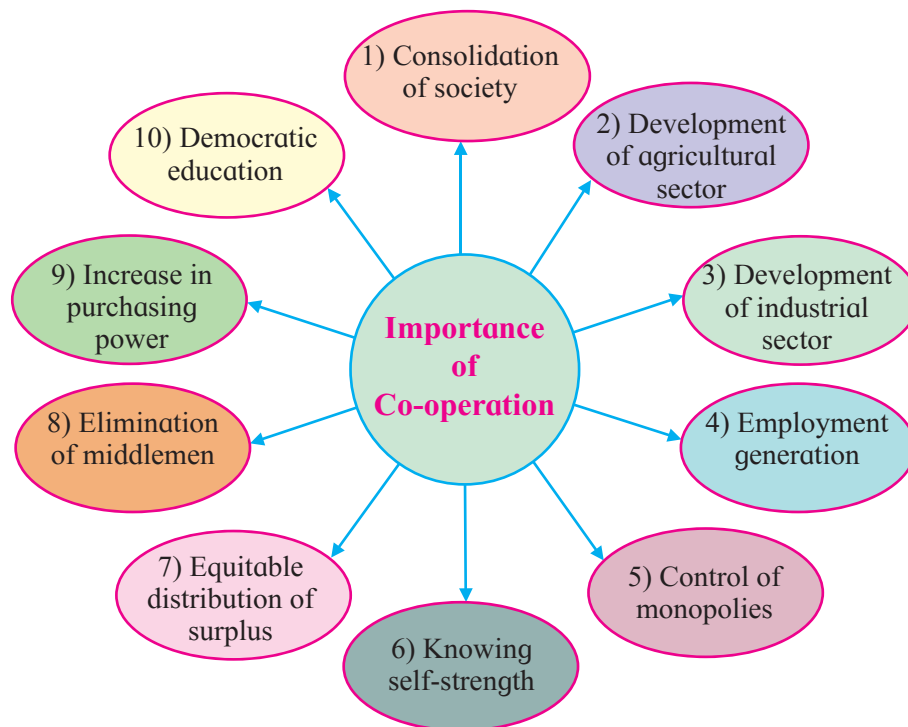 Importance
of
Co-operation
1) Consolidation
of society
2) Development
of agricultural
sector
3) Development
of industrial
sector
4) Employment
generation
5) Control of
monopolies
6) Knowing
self-strength
7) Equitable
distribution of
surplus
8) Elimination
of middlemen
9) Increase in
purchasing
power
10) Democratic
education